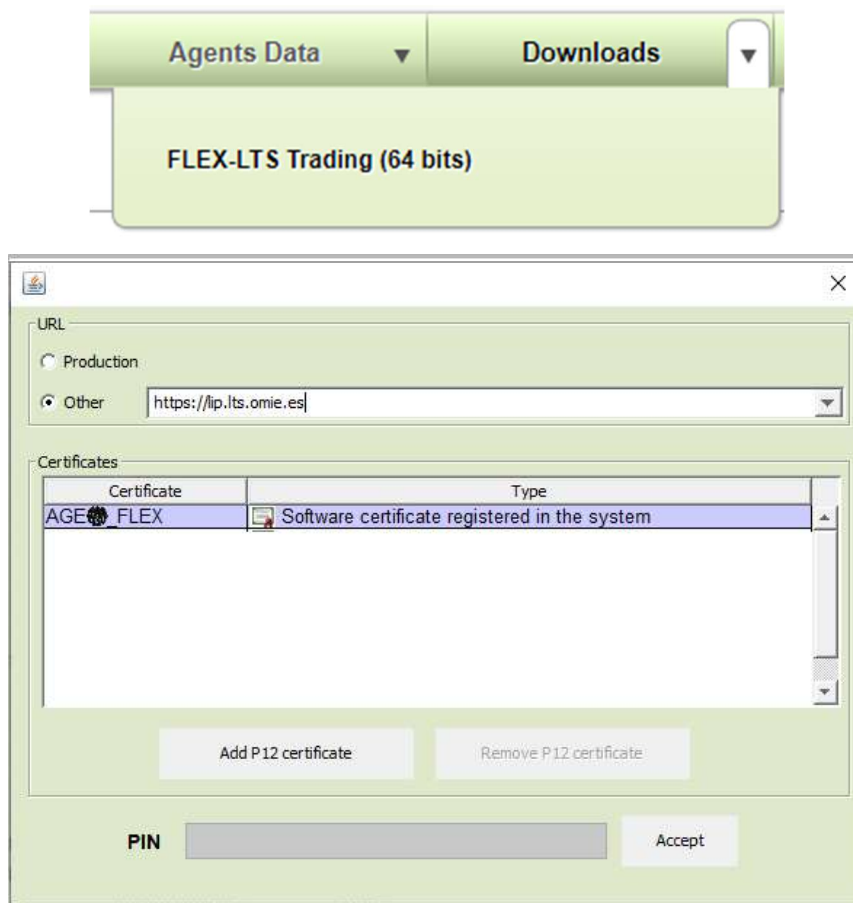 Agents Data
Downloads
FLEX-LTS Trading (64 bits)
URL
Production
Other https://lip.lts.omie.es
Certificates
Certificate Type
AGE _FLEX Software certificate registered in the system
Add P12 certificate Remove P12 certificate
PIN Accept